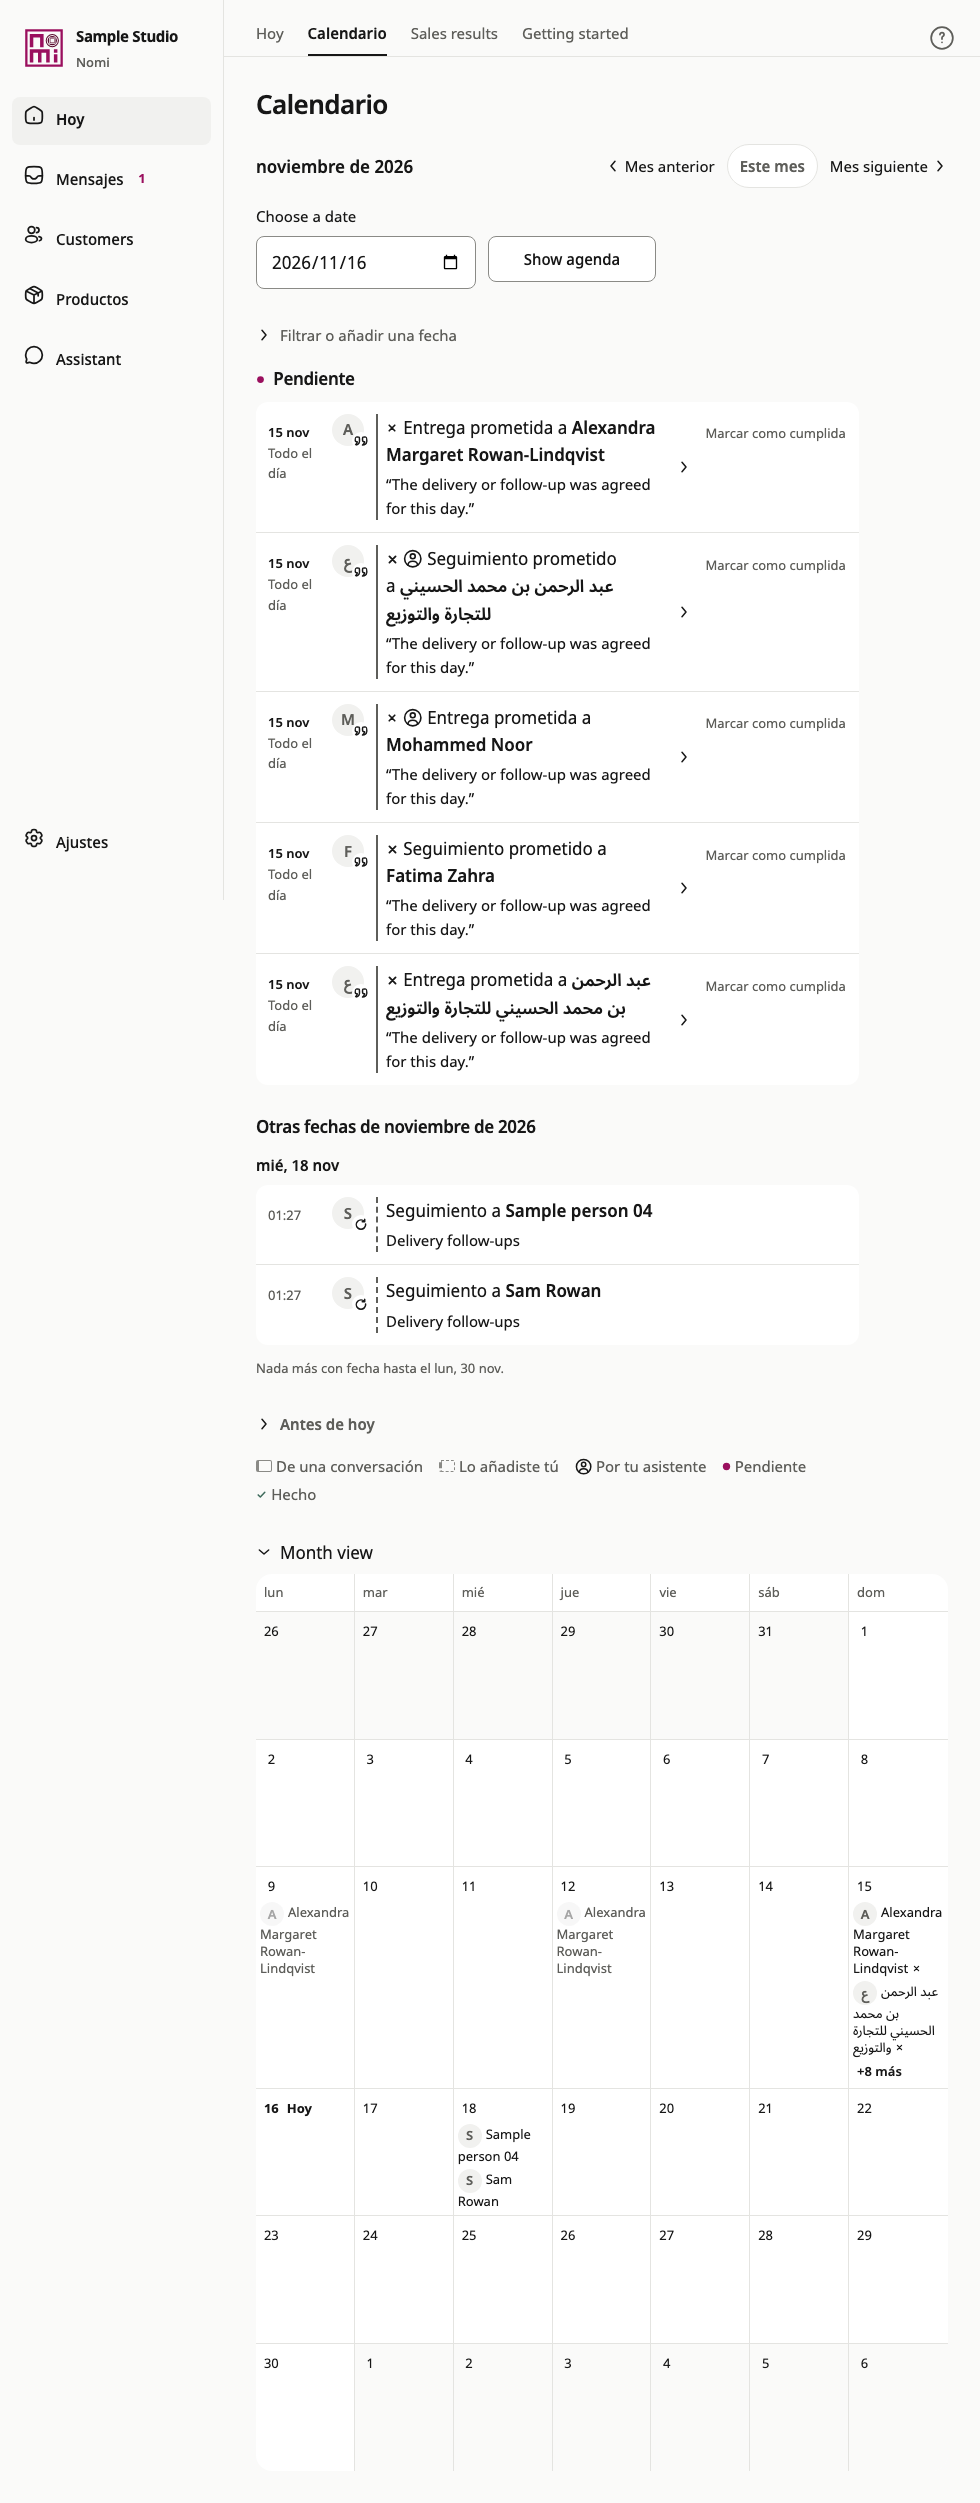 Sample Studio
Nomi
Hoy
Mensajes 1
Customers
Productos
Assistant
Ajustes
Hoy Calendario Sales results Getting started
Calendario
noviembre de 2026
Mes anterior Este mes Mes siguiente
Choose a date
2026/11/16 Show agenda
Filtrar o añadir una fecha
Pendiente
15 nov
Todo el
día
A
× Entrega prometida a Alexandra
Margaret Rowan-Lindqvist
“The delivery or follow-up was agreed
for this day.”
Marcar como cumplida
15 nov
Todo el
día
ع
× Seguimiento prometido
a عبد الرحمن بن محمد الحسيني
للتجارة والتوزيع
“The delivery or follow-up was agreed
for this day.”
Marcar como cumplida
15 nov
Todo el
día
M
× Entrega prometida a
Mohammed Noor
“The delivery or follow-up was agreed
for this day.”
Marcar como cumplida
15 nov
Todo el
día
F
× Seguimiento prometido a
Fatima Zahra
“The delivery or follow-up was agreed
for this day.”
Marcar como cumplida
15 nov
Todo el
día
ع
× Entrega prometida a عبد الرحمن
بن محمد الحسيني للتجارة والتوزيع
“The delivery or follow-up was agreed
for this day.”
Marcar como cumplida
Otras fechas de noviembre de 2026
mié, 18 nov
01:27
S
Seguimiento a Sample person 04
Delivery follow-ups
01:27
S
Seguimiento a Sam Rowan
Delivery follow-ups
Nada más con fecha hasta el lun, 30 nov.
Antes de hoy
De una conversación Lo añadiste tú Por tu asistente Pendiente
Hecho
Month view
lun mar mié jue vie sáb dom
26 27 28 29 30 31 1
2 3 4 5 6 7 8
9 10 11 12 13 14 15
A Alexandra
Margaret
Rowan-
Lindqvist
A Alexandra
Margaret
Rowan-
Lindqvist
A Alexandra
Margaret
Rowan-
Lindqvist ×
ع عبد الرحمن
بن محمد
الحسيني للتجارة
والتوزيع ×
+8 más
16 Hoy 17 18 19 20 21 22
S Sample
person 04
S Sam
Rowan
23 24 25 26 27 28 29
30 1 2 3 4 5 6